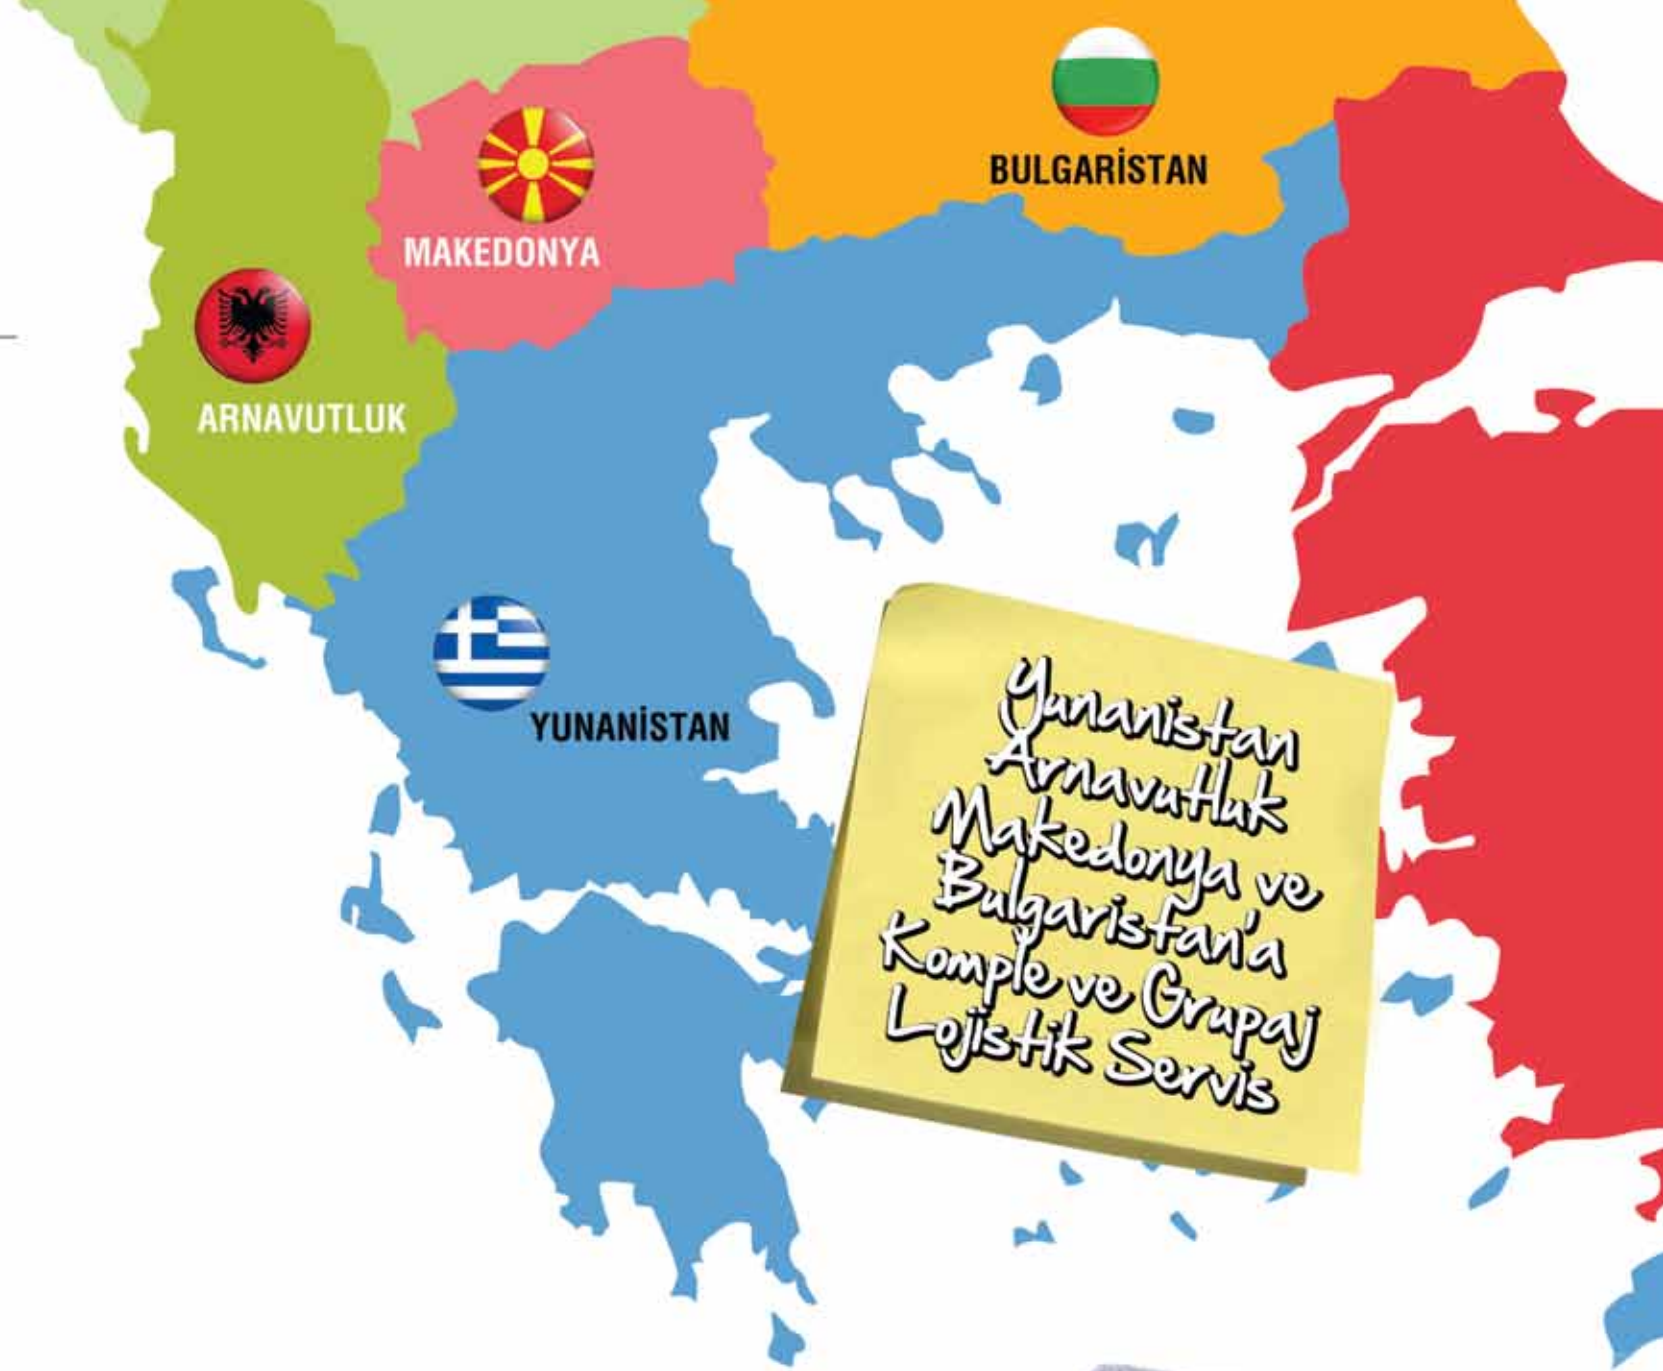 BULGARİSTAN
MAKEDONYA
ARNAVUTLUK
YUNANİSTAN
Yunanistan
Arnavutluk
Makedonya ve
Bulgaristan'a
Komple ve Grupaj
Lojistik Servis